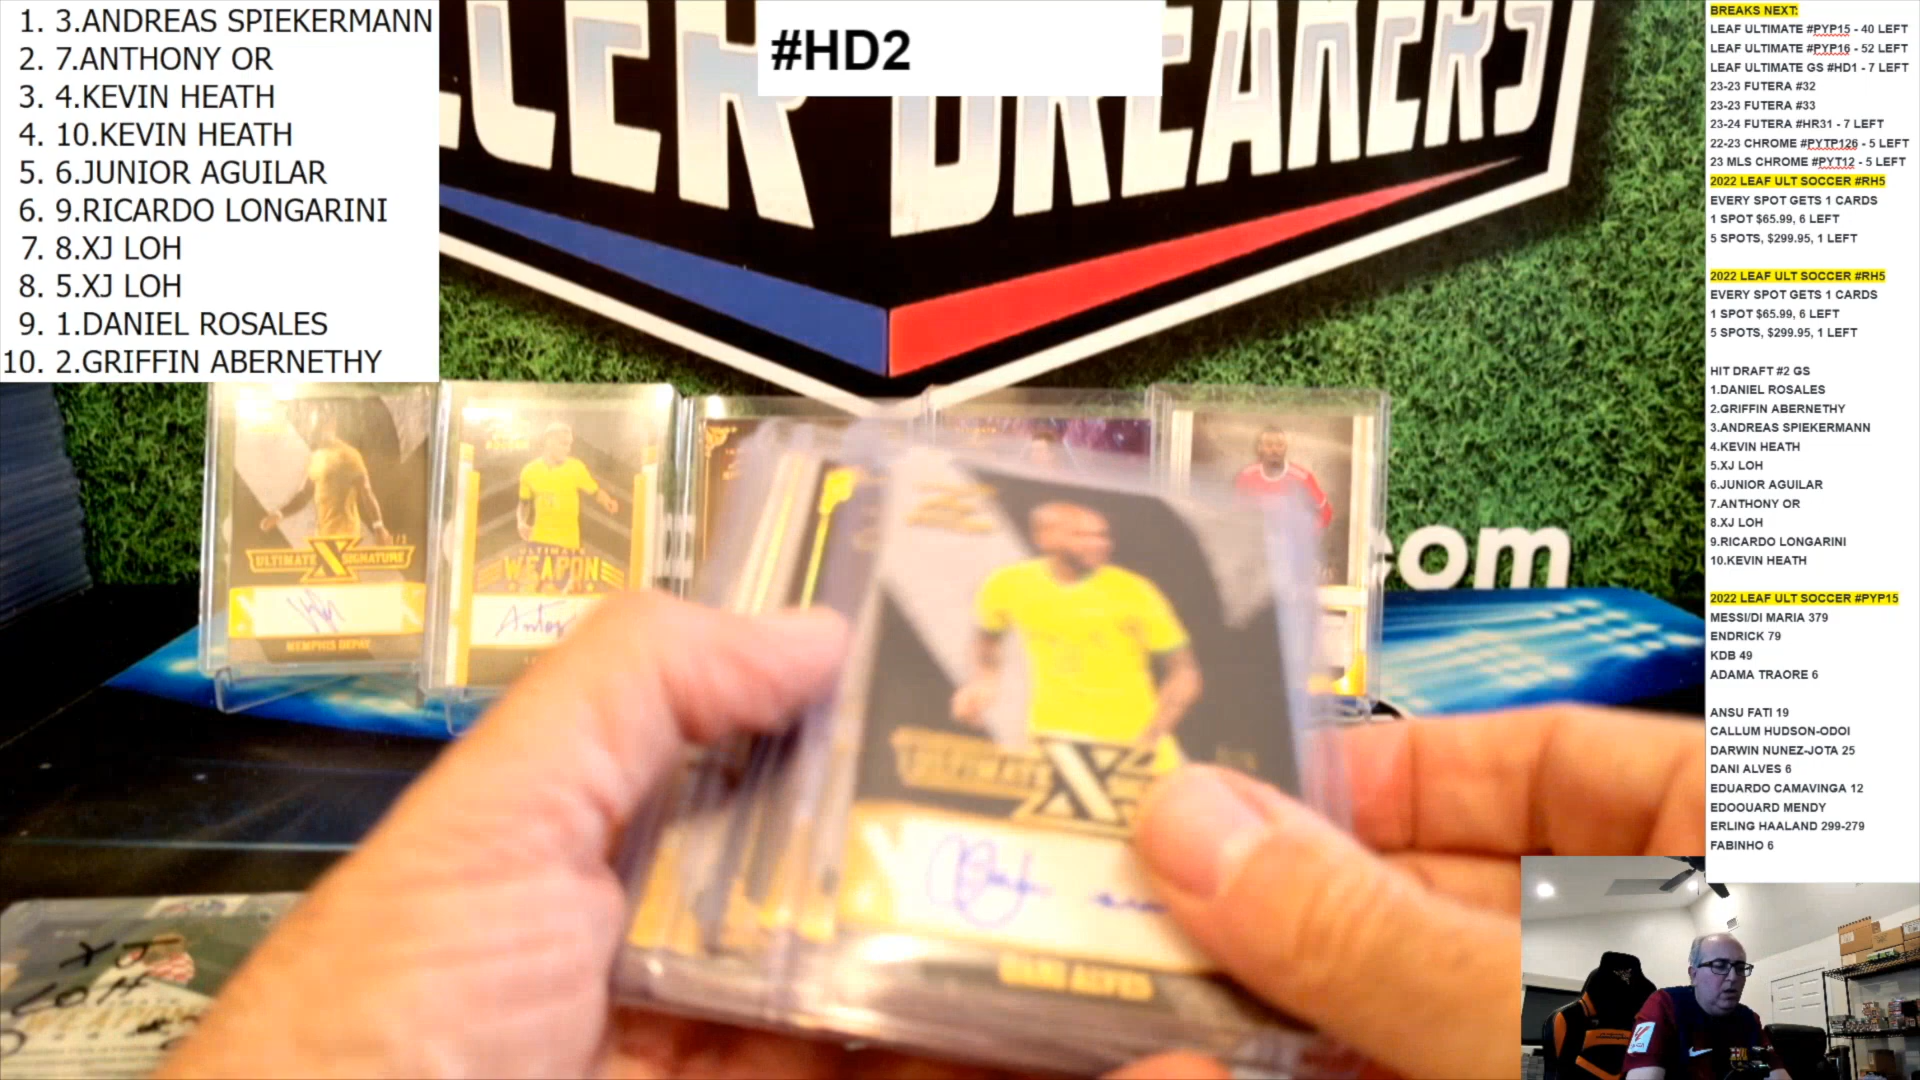 1. 3.ANDREAS SPIEKERMANN
2. 7.ANTHONY OR
3. 4.KEVIN HEATH
4. 10.KEVIN HEATH
5. 6.JUNIOR AGUILAR
6. 9.RICARDO LONGARINI
7. 8.XJ LOH
8. 5.XJ LOH
9. 1.DANIEL ROSALES
10. 2.GRIFFIN ABERNETHY
#HD2
CCER BREAKERS
com
ULTIMATE X SIGNATURE
MEMPHIS DEPAY
ULTIMATE
WEAPON
ULTIMATE X
DANI ALVES
XJ
LOH
BREAKS NEXT:
LEAF ULTIMATE #PYP15 - 40 LEFT
LEAF ULTIMATE #PYP16 - 52 LEFT
LEAF ULTIMATE GS #HD1 - 7 LEFT
23-23 FUTERA #32
23-23 FUTERA #33
23-24 FUTERA #HR31 - 7 LEFT
22-23 CHROME #PYTP126 - 5 LEFT
23 MLS CHROME #PYT12 - 5 LEFT
2022 LEAF ULT SOCCER #RH5
EVERY SPOT GETS 1 CARDS
1 SPOT $65.99, 6 LEFT
5 SPOTS, $299.95, 1 LEFT
2022 LEAF ULT SOCCER #RH5
EVERY SPOT GETS 1 CARDS
1 SPOT $65.99, 6 LEFT
5 SPOTS, $299.95, 1 LEFT
HIT DRAFT #2 GS
1.DANIEL ROSALES
2.GRIFFIN ABERNETHY
3.ANDREAS SPIEKERMANN
4.KEVIN HEATH
5.XJ LOH
6.JUNIOR AGUILAR
7.ANTHONY OR
8.XJ LOH
9.RICARDO LONGARINI
10.KEVIN HEATH
2022 LEAF ULT SOCCER #PYP15
MESSI/DI MARIA 379
ENDRICK 79
KDB 49
ADAMA TRAORE 6
ANSU FATI 19
CALLUM HUDSON-ODOI
DARWIN NUNEZ-JOTA 25
DANI ALVES 6
EDUARDO CAMAVINGA 12
EDOOUARD MENDY
ERLING HAALAND 299-279
FABINHO 6